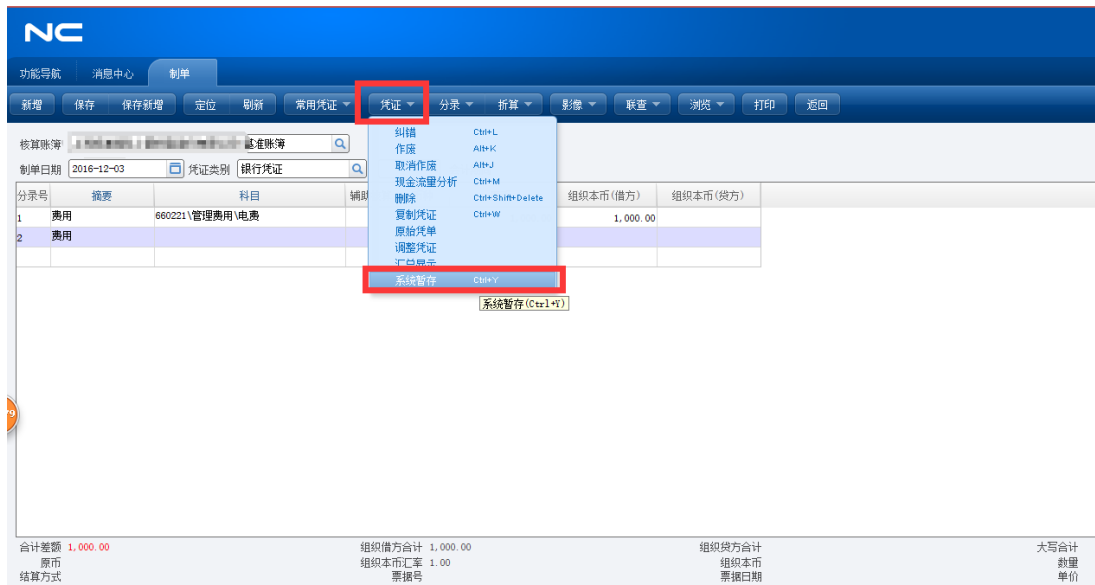 NC
功能导航 消息中心 制单
新增 保存 保存新增 定位 刷新 常用凭证 凭证 分录 折算 影像 联查 浏览 打印 返回
核算账簿 基准账簿
制单日期 2016-12-03 凭证类别 银行凭证
分录号 摘要 科目 辅助 组织本币(借方) 组织本币(贷方)
1 费用 660221\管理费用\电费 1,000.00
2 费用
纠错 Ctrl+L
作废 Alt+K
取消作废 Alt+J
现金流量分析 Ctrl+M
删除 Ctrl+Shift+Delete
复制凭证 Ctrl+W
原始凭单
调整凭证
汇总显示
系统暂存 Ctrl+Y
系统暂存(Ctrl+Y)
79
合计差额 1,000.00 组织借方合计 1,000.00 组织贷方合计 大写合计
原币 组织本币汇率 1.00 组织本币 数量
结算方式 票据号 票据日期 单价